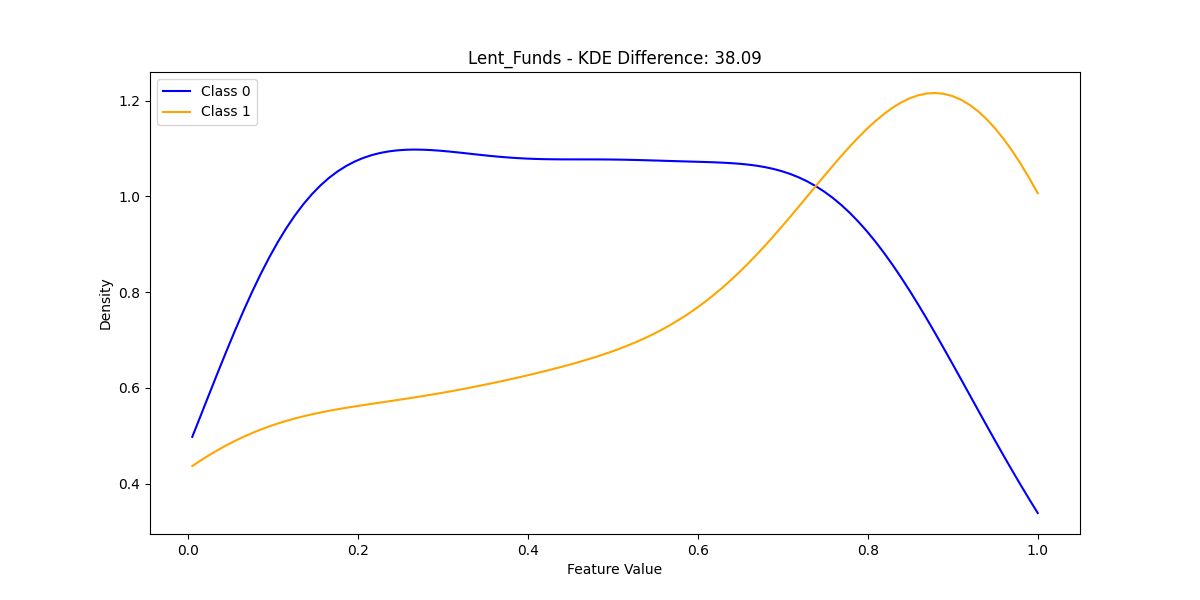 Lent_Funds - KDE Difference: 38.09
Class 0
Class 1
Density
1.2
1.0
0.8
0.6
0.4
0.0 0.2 0.4 0.6 0.8 1.0
Feature Value